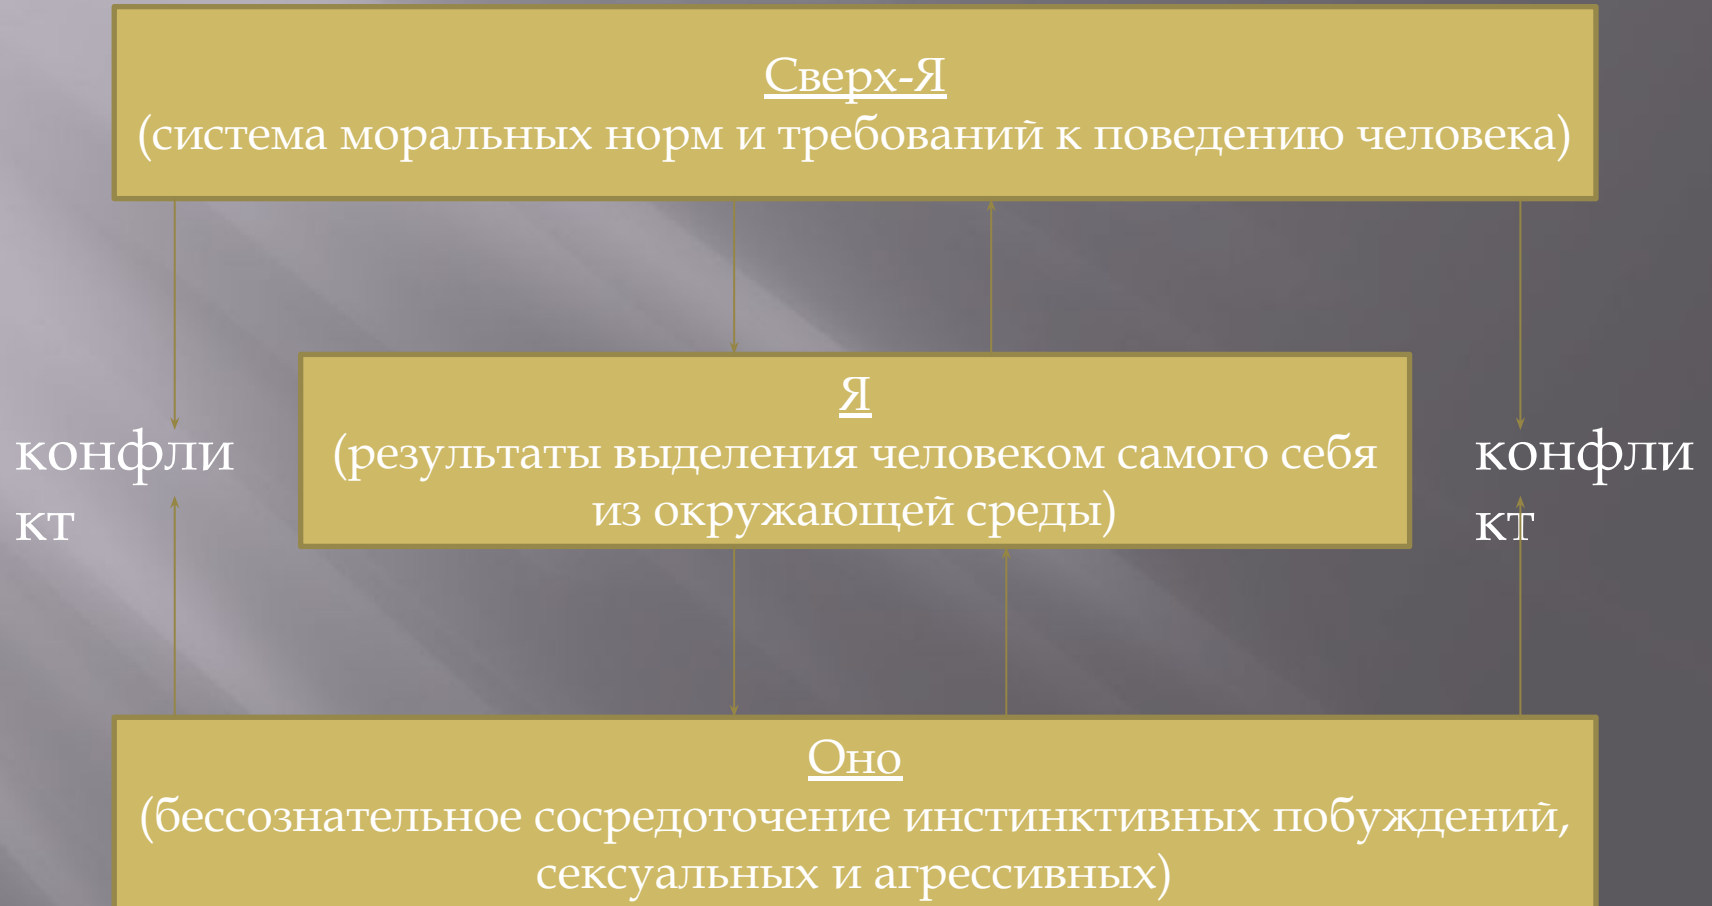 Сверх-Я
(система моральных норм и требований к поведению человека)
Я
(результаты выделения человеком самого себя
из окружающей среды)
конфли
кт
конфли
кт
Оно
(бессознательное сосредоточение инстинктивных побуждений,
сексуальных и агрессивных)